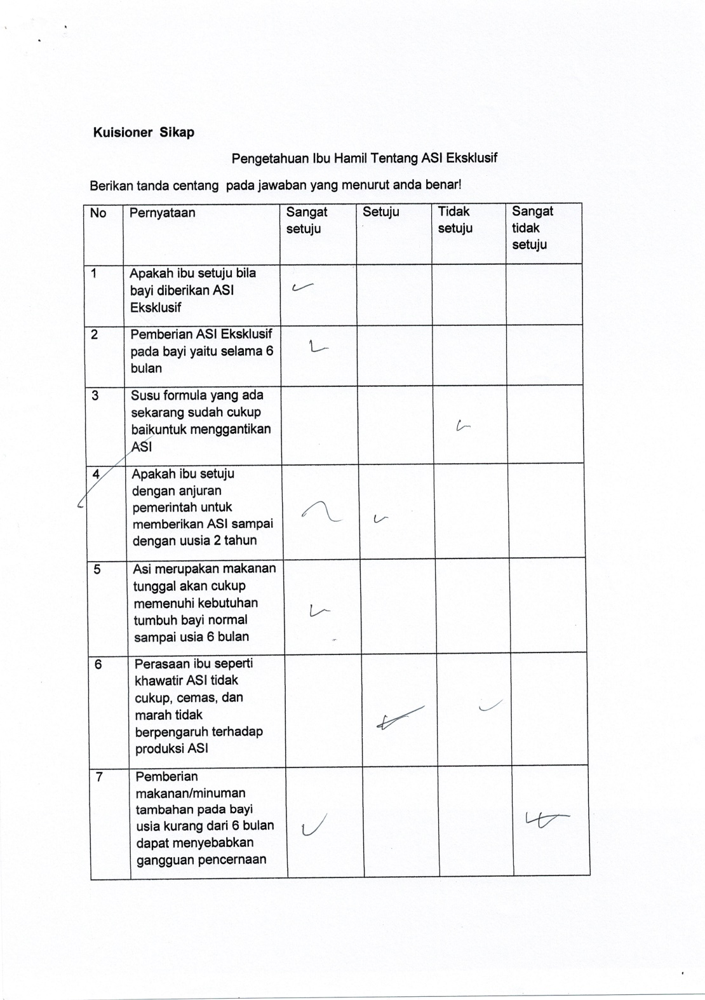 Kuisioner Sikap
Pengetahuan Ibu Hamil Tentang ASI Eksklusif
Berikan tanda centang pada jawaban yang menurut anda benar!
No Pernyataan Sangat setuju Setuju Tidak setuju Sangat tidak setuju
1 Apakah ibu setuju bila
bayi diberikan ASI
Eksklusif
2 Pemberian ASI Eksklusif
pada bayi yaitu selama 6
bulan
3 Susu formula yang ada
sekarang sudah cukup
baikuntuk menggantikan
ASI
4 Apakah ibu setuju
dengan anjuran
pemerintah untuk
memberikan ASI sampai
dengan uusia 2 tahun
5 Asi merupakan makanan
tunggal akan cukup
memenuhi kebutuhan
tumbuh bayi normal
sampai usia 6 bulan
6 Perasaan ibu seperti
khawatir ASI tidak
cukup, cemas, dan
marah tidak
berpengaruh terhadap
produksi ASI
7 Pemberian
makanan/minuman
tambahan pada bayi
usia kurang dari 6 bulan
dapat menyebabkan
gangguan pencernaan